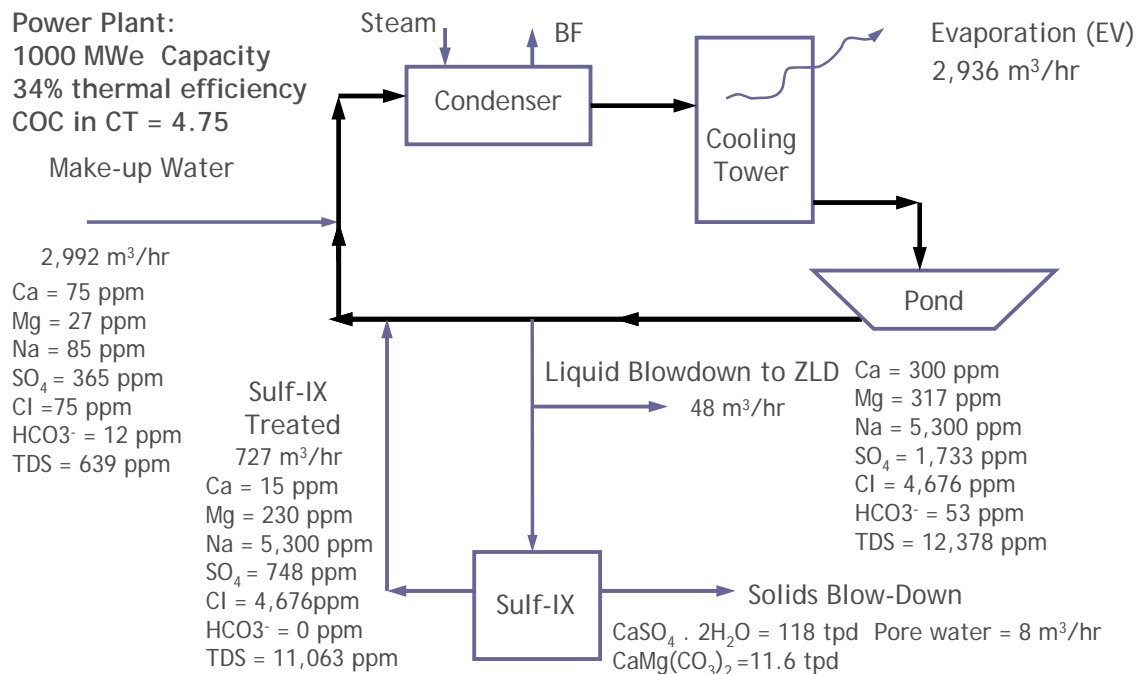 Power Plant:
1000 MWe Capacity
34% thermal efficiency
COC in CT = 4.75
Steam
BF
Condenser
Cooling
Tower
Evaporation (EV)
2,936 m³/hr
Make-up Water
2,992 m³/hr
Ca = 75 ppm
Mg = 27 ppm
Na = 85 ppm
SO₄ = 365 ppm
Cl =75 ppm
HCO3⁻ = 12 ppm
TDS = 639 ppm
Pond
Ca = 300 ppm
Mg = 317 ppm
Na = 5,300 ppm
SO₄ = 1,733 ppm
Cl = 4,676 ppm
HCO3⁻ = 53 ppm
TDS = 12,378 ppm
Liquid Blowdown to ZLD
48 m³/hr
Sulf-IX
Treated
727 m³/hr
Ca = 15 ppm
Mg = 230 ppm
Na = 5,300 ppm
SO₄ = 748 ppm
Cl = 4,676ppm
HCO3⁻ = 0 ppm
TDS = 11,063 ppm
Sulf-IX
Solids Blow-Down
CaSO₄ . 2H₂O = 118 tpd Pore water = 8 m³/hr
CaMg(CO₃)₂ =11.6 tpd